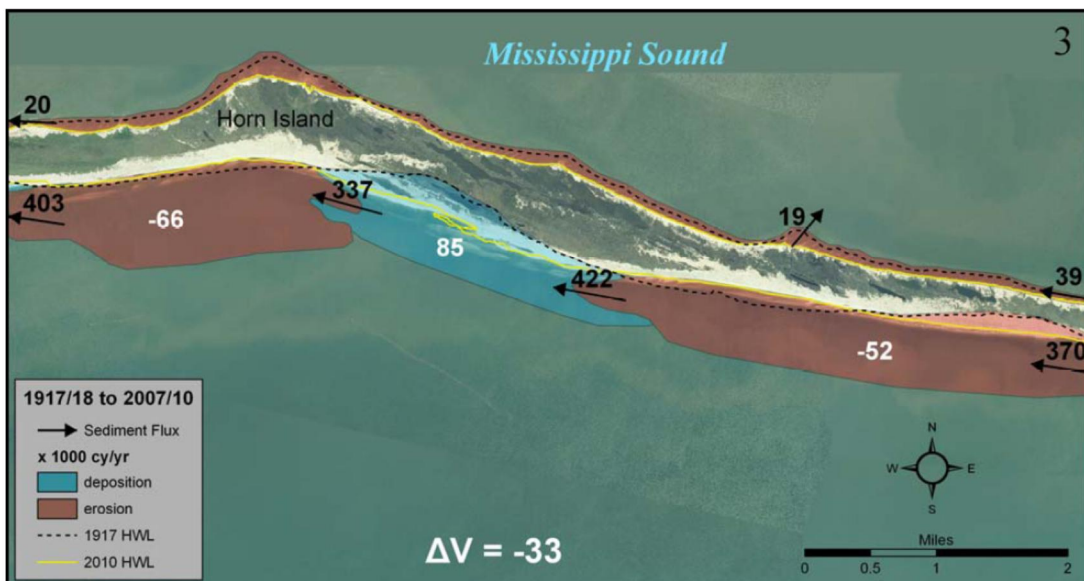 3
Mississippi Sound
20
Horn Island
403
-66
337
85
19
39
422
-52
370
1917/18 to 2007/10
Sediment Flux
x 1000 cy/yr
deposition
erosion
1917 HWL
2010 HWL
ΔV = -33
N
W E
S
Miles
0 0.5 1 2